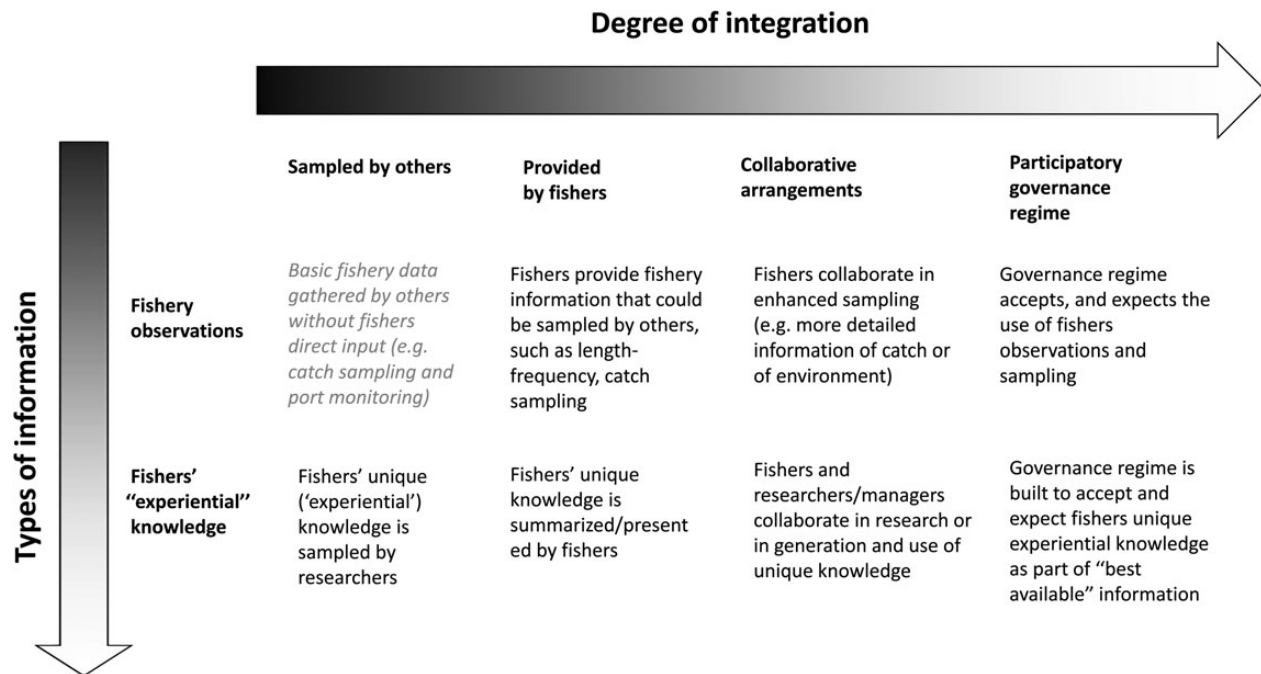 Degree of integration
Types of information
Sampled by others
Provided
by fishers
Collaborative
arrangements
Participatory
governance
regime
Fishery
observations
Basic fishery data
gathered by others
without fishers
direct input (e.g.
catch sampling and
port monitoring)
Fishers provide fishery
information that could
be sampled by others,
such as length-
frequency, catch
sampling
Fishers collaborate in
enhanced sampling
(e.g. more detailed
information of catch or
of environment)
Governance regime
accepts, and expects the
use of fishers
observations and
sampling
Fishers’
“experiential”
knowledge
Fishers’ unique
(‘experiential’)
knowledge is
sampled by
researchers
Fishers’ unique
knowledge is
summarized/present
ed by fishers
Fishers and
researchers/managers
collaborate in research or
in generation and use of
unique knowledge
Governance regime is
built to accept and
expect fishers unique
experiential knowledge
as part of “best
available” information